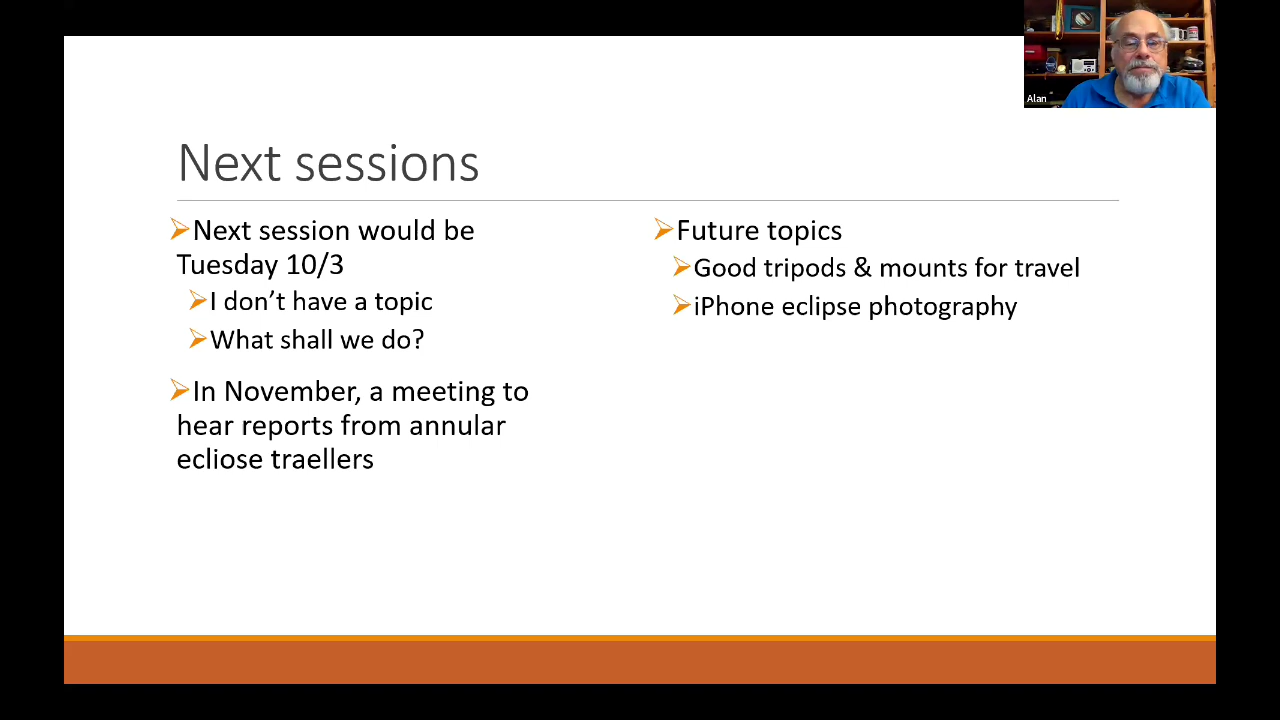 Alan
Next sessions
Next session would be
Tuesday 10/3
I don’t have a topic
What shall we do?
In November, a meeting to
hear reports from annular
ecliose traellers
Future topics
Good tripods & mounts for travel
iPhone eclipse photography